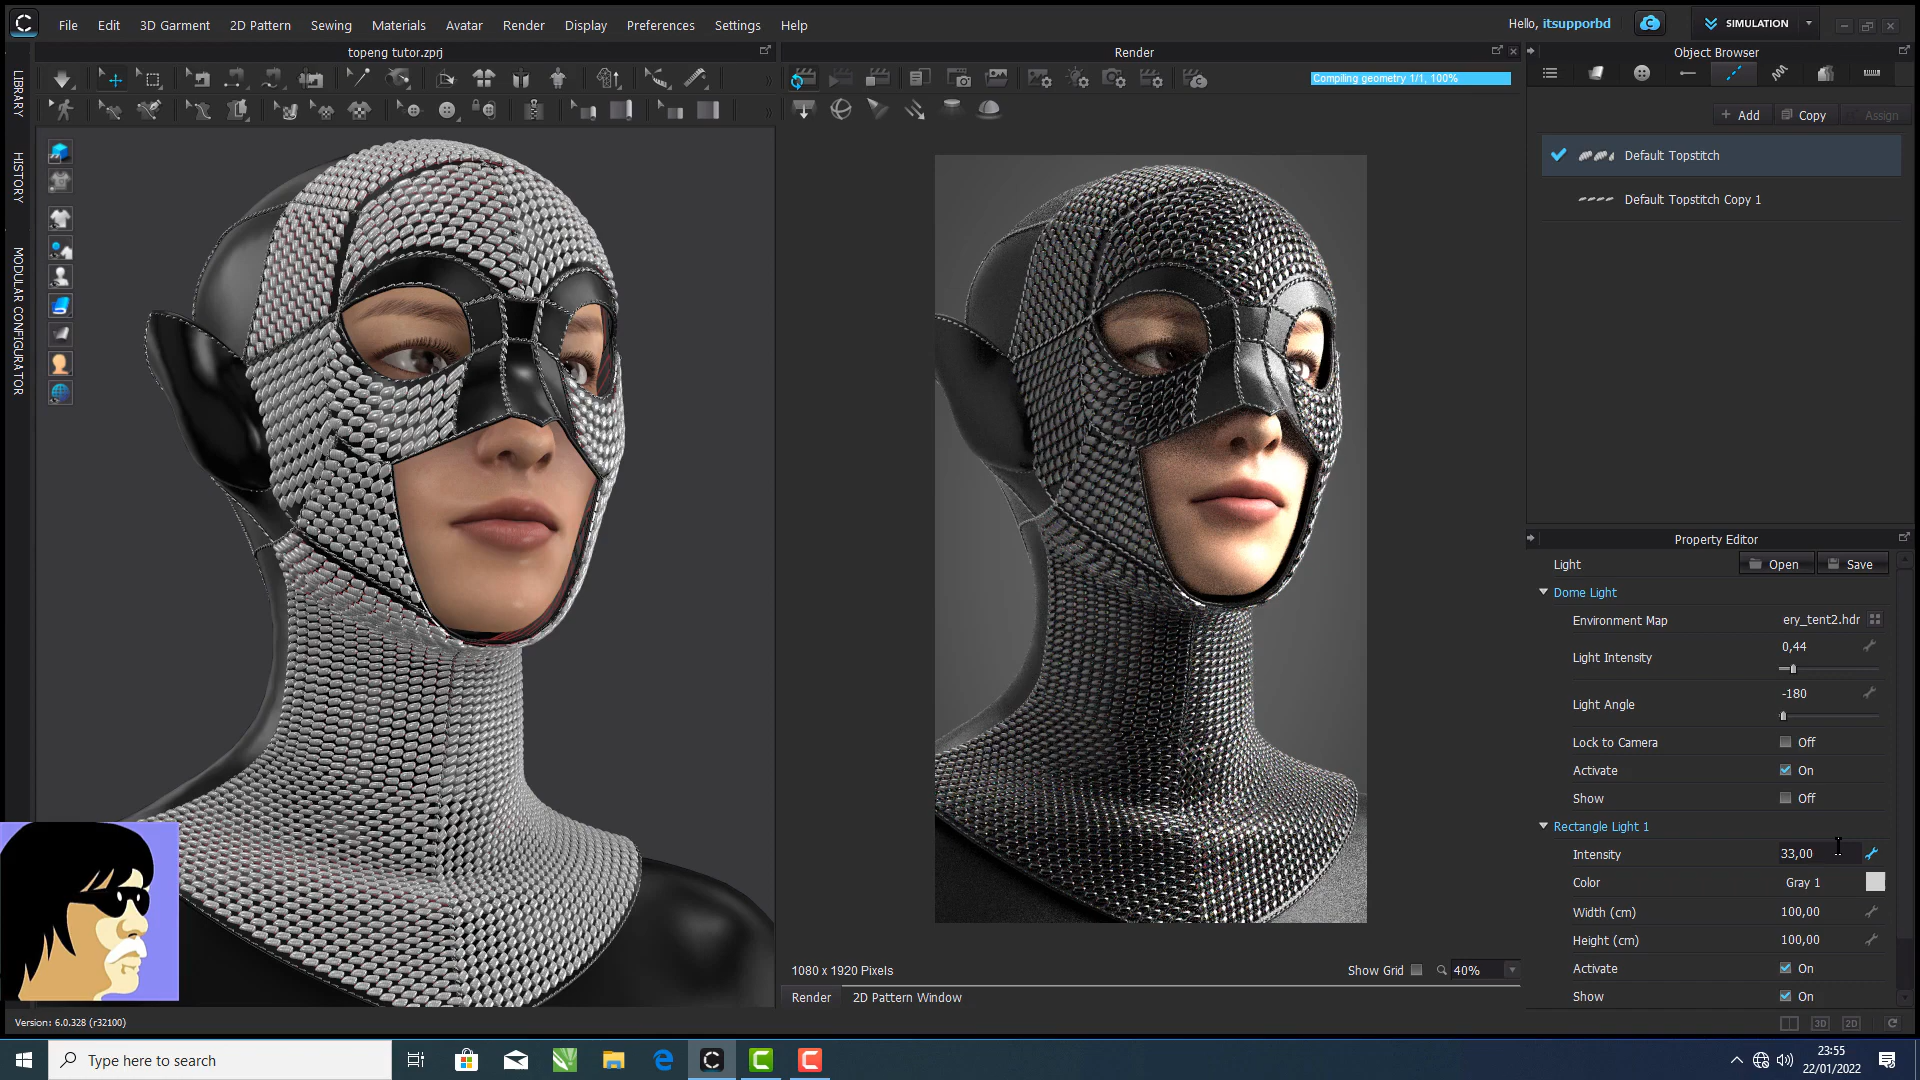 File Edit 3D Garment 2D Pattern Sewing Materials Avatar Render Display Preferences Settings Help
Hello, itsupporbd SIMULATION
topeng tutor.zprj
Render
Object Browser
LIBRARY
HISTORY
MODULAR CONFIGURATOR
Compiling geometry 1/1, 100%
+ Add Copy Assign
Default Topstitch
Default Topstitch Copy 1
Property Editor
Light Open Save
Dome Light
Environment Map ery_tent2.hdr
Light Intensity 0,44
Light Angle -180
Lock to Camera Off
Activate On
Show Off
Rectangle Light 1
Intensity 33,00
Color Gray 1
Width (cm) 100,00
Height (cm) 100,00
Activate On
Show On
1080 x 1920 Pixels
Show Grid 40%
Render 2D Pattern Window
Version: 6.0.328 (r32100)
3D 2D
Type here to search
23:55
22/01/2022